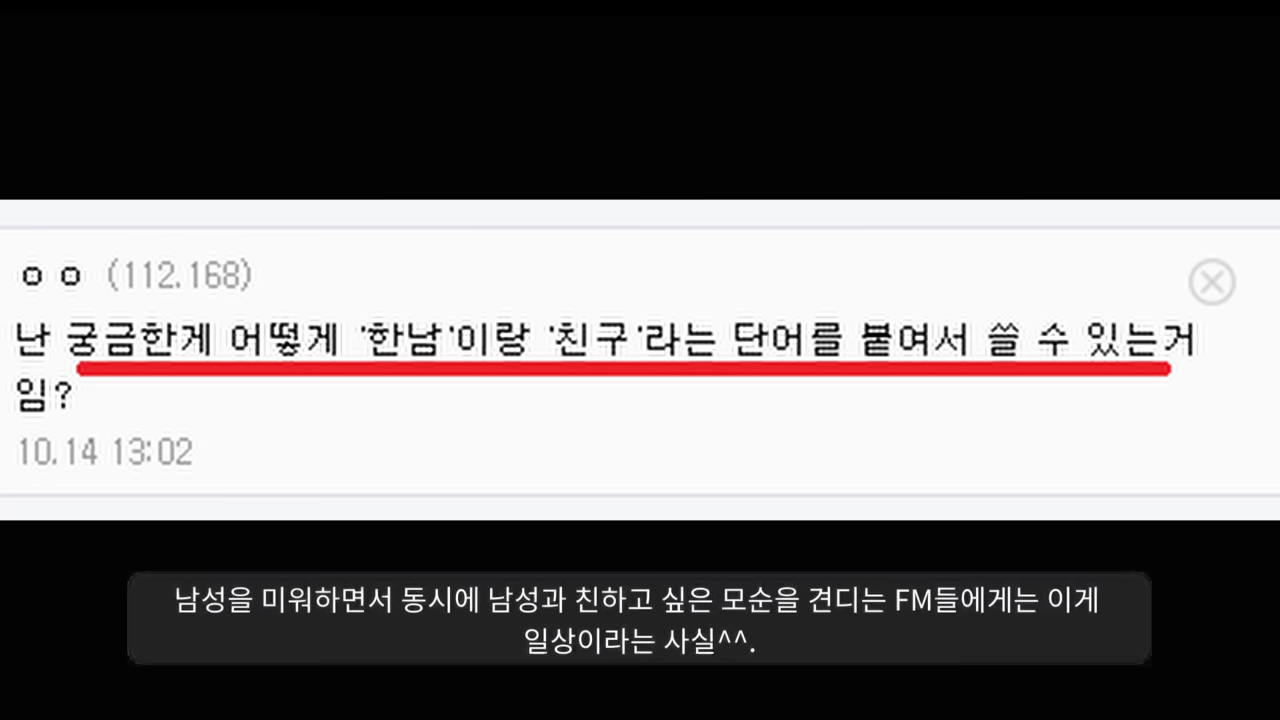 ㅇㅇ (112.168)
난 궁금한게 어떻게 '한남'이랑 '친구'라는 단어를 붙여서 쓸 수 있는거
임?
10.14 13:02
남성을 미워하면서 동시에 남성과 친하고 싶은 모순을 견디는 FM들에게는 이게
일상이라는 사실^^.